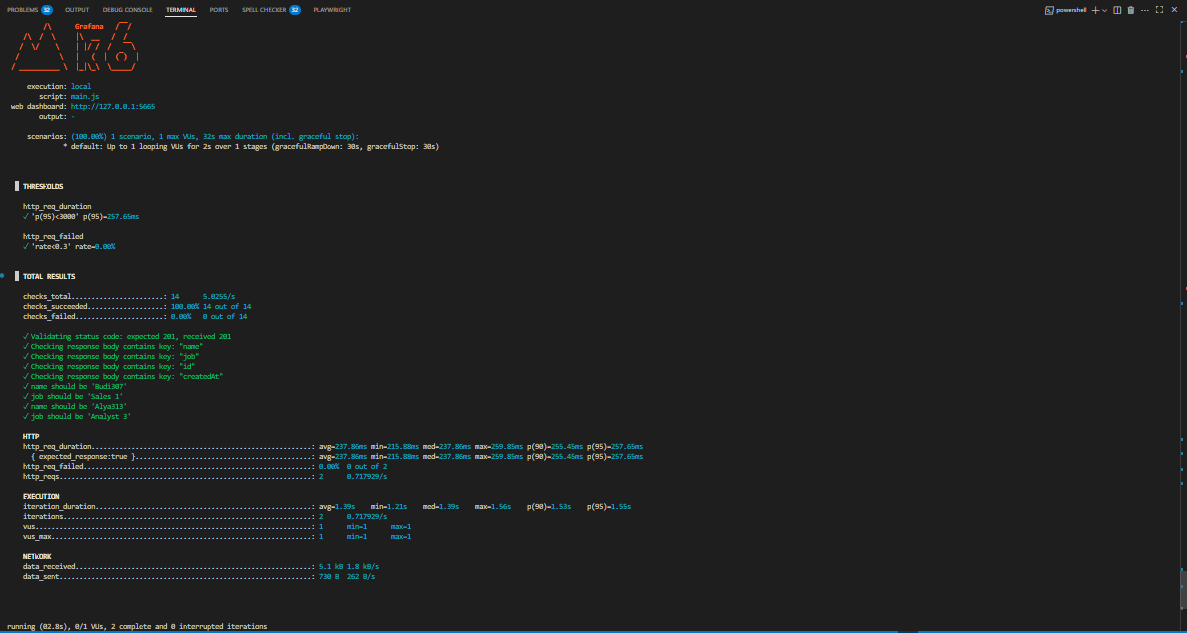 PROBLEMS 32 OUTPUT DEBUG CONSOLE TERMINAL PORTS SPELL CHECKER 32 PLAYWRIGHT powershell
Grafana
execution: local
script: main.js
web dashboard: http://127.0.0.1:5665
output: -
scenarios: (100.00%) 1 scenario, 1 max VUs, 32s max duration (incl. graceful stop):
* default: Up to 1 looping VUs for 2s over 1 stages (gracefulRampDown: 30s, gracefulStop: 30s)
THRESHOLDS
http_req_duration
✓ 'p(95)<3000' p(95)=257.65ms
http_req_failed
✓ 'rate<0.3' rate=0.00%
TOTAL RESULTS
checks_total.......................: 14 5.0255/s
checks_succeeded...................: 100.00% 14 out of 14
checks_failed......................: 0.00% 0 out of 14
✓ Validating status code: expected 201, received 201
✓ Checking response body contains key: "name"
✓ Checking response body contains key: "job"
✓ Checking response body contains key: "id"
✓ Checking response body contains key: "createdAt"
✓ name should be 'Budi307'
✓ job should be 'Sales 1'
✓ name should be 'Alya313'
✓ job should be 'Analyst 3'
HTTP
http_req_duration.......................................................: avg=237.86ms min=215.88ms med=237.86ms max=259.85ms p(90)=255.45ms p(95)=257.65ms
{ expected_response:true }............................................: avg=237.86ms min=215.88ms med=237.86ms max=259.85ms p(90)=255.45ms p(95)=257.65ms
http_req_failed.........................................................: 0.00% 0 out of 2
http_reqs...............................................................: 2 0.717929/s
EXECUTION
iteration_duration......................................................: avg=1.39s min=1.21s med=1.39s max=1.56s p(90)=1.53s p(95)=1.55s
iterations..............................................................: 2 0.717929/s
vus.....................................................................: 1 min=1 max=1
vus_max.................................................................: 1 min=1 max=1
NETWORK
data_received...........................................................: 5.1 kB 1.8 kB/s
data_sent...............................................................: 730 B 262 B/s
running (02.8s), 0/1 VUs, 2 complete and 0 interrupted iterations